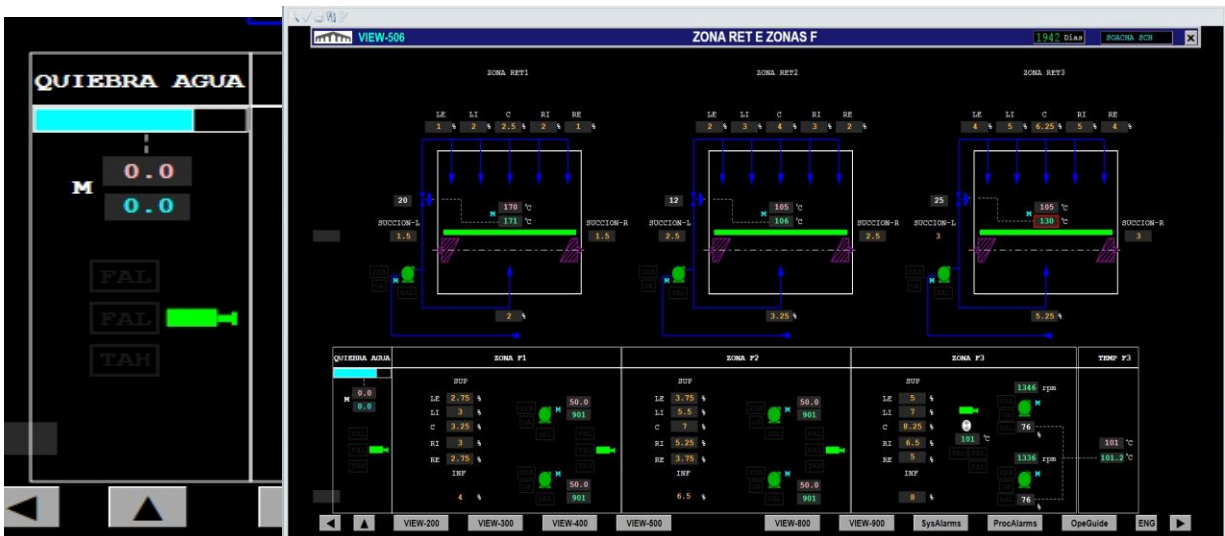 QUIEBRA AGUA
0.0
M
0.0
FAL
FAL
TAH
VIEW-506
ZONA RET E ZONAS F
1942 Dias
SOACHA SCH
ZONA RET1
ZONA RET2
ZONA RET3
LE LI C RI RE
1 % 2 % 2.5 % 2 % 1 %
LE LI C RI RE
2 % 3 % 4 % 3 % 2 %
LE LI C RI RE
4 % 5 % 6.25 % 5 % 4 %
20
M 170 °C
171 °C
SUCCION-L
1.5
SUCCION-R
1.5
M
2 %
12
M 105 °C
106 °C
SUCCION-L
2.5
SUCCION-R
2.5
M
3.25 %
25
M 105 °C
130 °C
SUCCION-L
3
SUCCION-R
3
M
5.25 %
QUIEBRA AGUA
M 0.0
0.0
FAL
FAL
TAH
ZONA F1
SUP
LE 2.75 %
LI 3 %
C 3.25 %
RI 3 %
RE 2.75 %
INF
4 %
M 50.0
901
M 50.0
901
ZONA F2
SUP
LE 3.75 %
LI 5.5 %
C 7 %
RI 5.25 %
RE 3.75 %
INF
6.5 %
M 50.0
901
M 50.0
901
ZONA F3
SUP
LE 5 %
LI 7 %
C 8.25 %
RI 6.5 %
RE 5 %
INF
8 %
101 °C
1346 rpm
M
76
%
1336 rpm
M
76
%
TEMP F3
101 °C
101.2 °C
VIEW-200 VIEW-300 VIEW-400 VIEW-500 VIEW-800 VIEW-900 SysAlarms ProcAlarms OpeGuide ENG